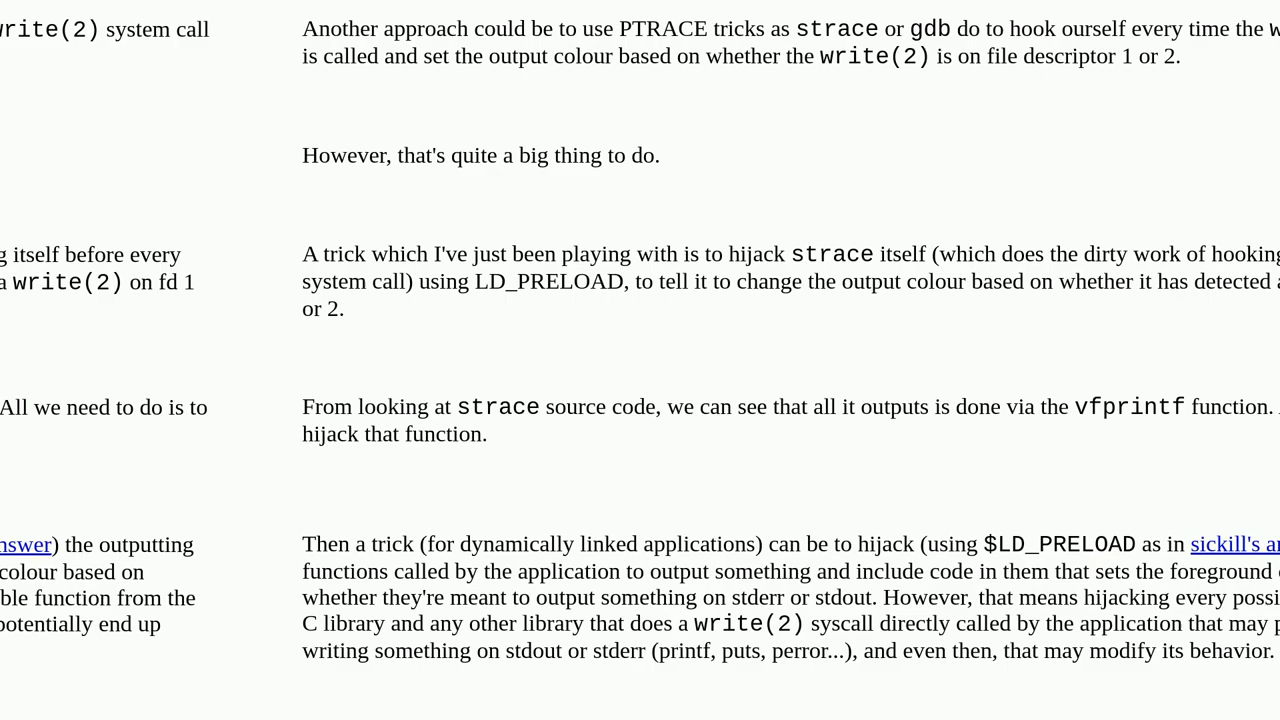 write(2) system call
g itself before every
a write(2) on fd 1
All we need to do is to
nswer) the outputting
colour based on
ble function from the
potentially end up
Another approach could be to use PTRACE tricks as strace or gdb do to hook ourself every time the w
is called and set the output colour based on whether the write(2) is on file descriptor 1 or 2.
However, that's quite a big thing to do.
A trick which I've just been playing with is to hijack strace itself (which does the dirty work of hooking
system call) using LD_PRELOAD, to tell it to change the output colour based on whether it has detected a
or 2.
From looking at strace source code, we can see that all it outputs is done via the vfprintf function.
hijack that function.
Then a trick (for dynamically linked applications) can be to hijack (using $LD_PRELOAD as in sickill's an
functions called by the application to output something and include code in them that sets the foreground
whether they're meant to output something on stderr or stdout. However, that means hijacking every possi
C library and any other library that does a write(2) syscall directly called by the application that may p
writing something on stdout or stderr (printf, puts, perror...), and even then, that may modify its behavior.